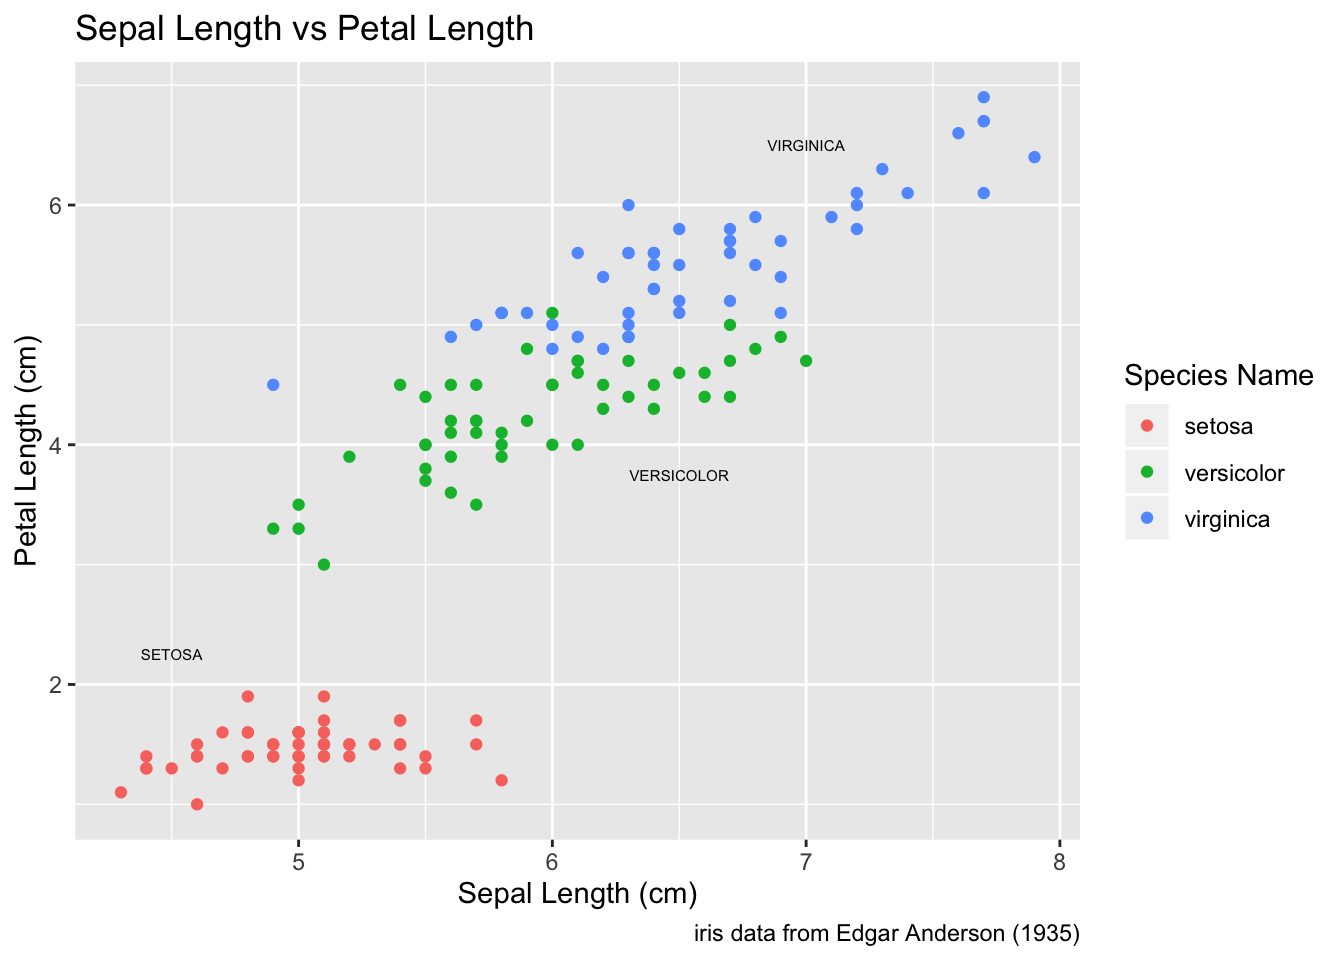 Sepal Length vs Petal Length
VIRGINICA
6
4
VERSICOLOR
SETOSA
2
Petal Length (cm)
5 6 7 8
Sepal Length (cm)
iris data from Edgar Anderson (1935)
Species Name
setosa
versicolor
virginica